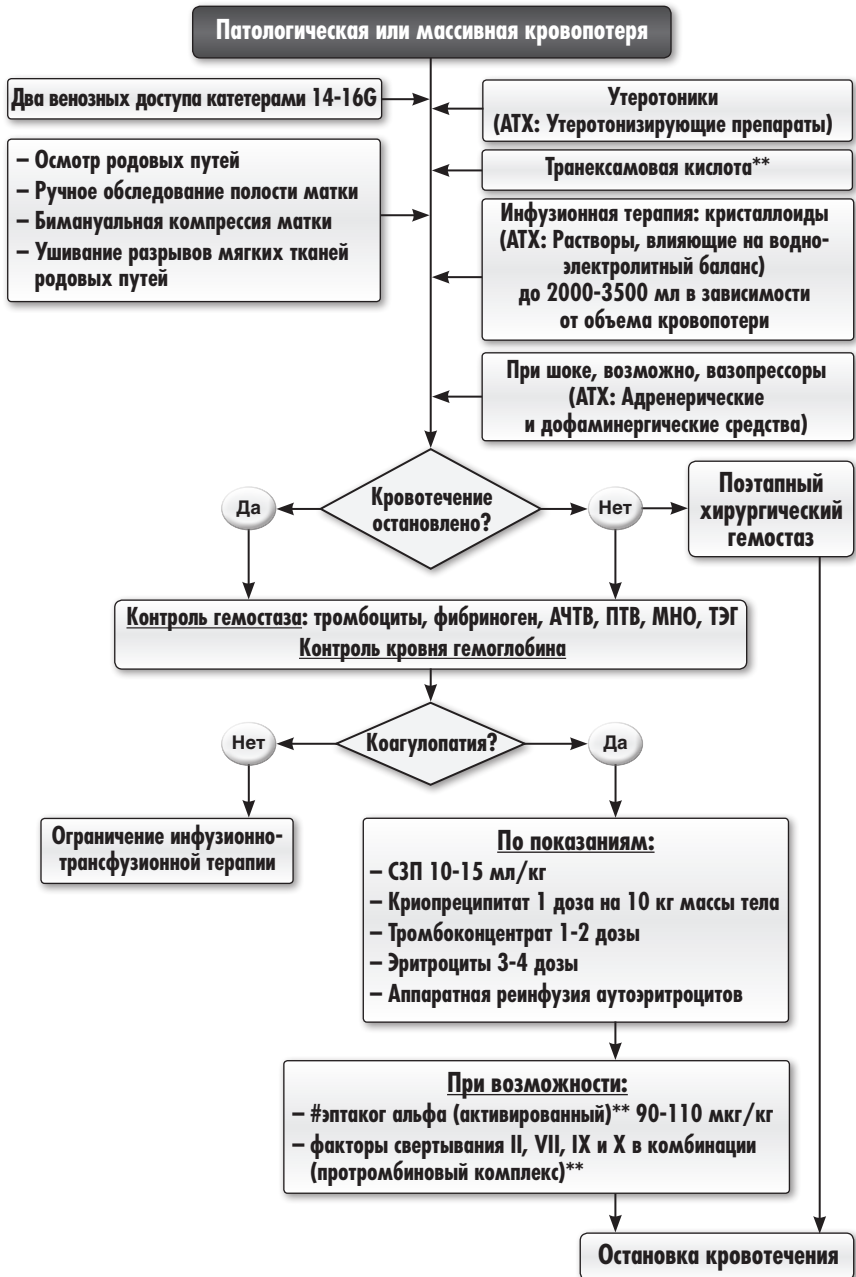 Патологическая или массивная кровопотеря
Два венозных доступа катетерами 14-16G
Утеротоники
(АТХ: Утеротонизирующие препараты)
– Осмотр родовых путей
– Ручное обследование полости матки
– Бимануальная компрессия матки
– Ушивание разрывов мягких тканей
родовых путей
Транексамовая кислота**
Инфузионная терапия: кристаллоиды
(АТХ: Растворы, влияющие на водно-
электролитный баланс)
до 2000-3500 мл в зависимости
от объема кровопотери
При шоке, возможно, вазопрессоры
(АТХ: Адренерические
и дофаминергические средства)
Кровотечение
остановлено?
Да
Нет
Поэтапный
хирургический
гемостаз
Контроль гемостаза: тромбоциты, фибриноген, АЧТВ, ПТВ, МНО, ТЭГ
Контроль кровня гемоглобина
Коагулопатия?
Нет
Да
Ограничение инфузионно-
трансфузионной терапии
По показаниям:
– СЗП 10-15 мл/кг
– Криопреципитат 1 доза на 10 кг массы тела
– Тромбоконцентрат 1-2 дозы
– Эритроциты 3-4 дозы
– Аппаратная реинфузия аутоэритроцитов
При возможности:
– #эптаког альфа (активированный)** 90-110 мкг/кг
– факторы свертывания II, VII, IX и X в комбинации
(протромбиновый комплекс)**
Остановка кровотечения